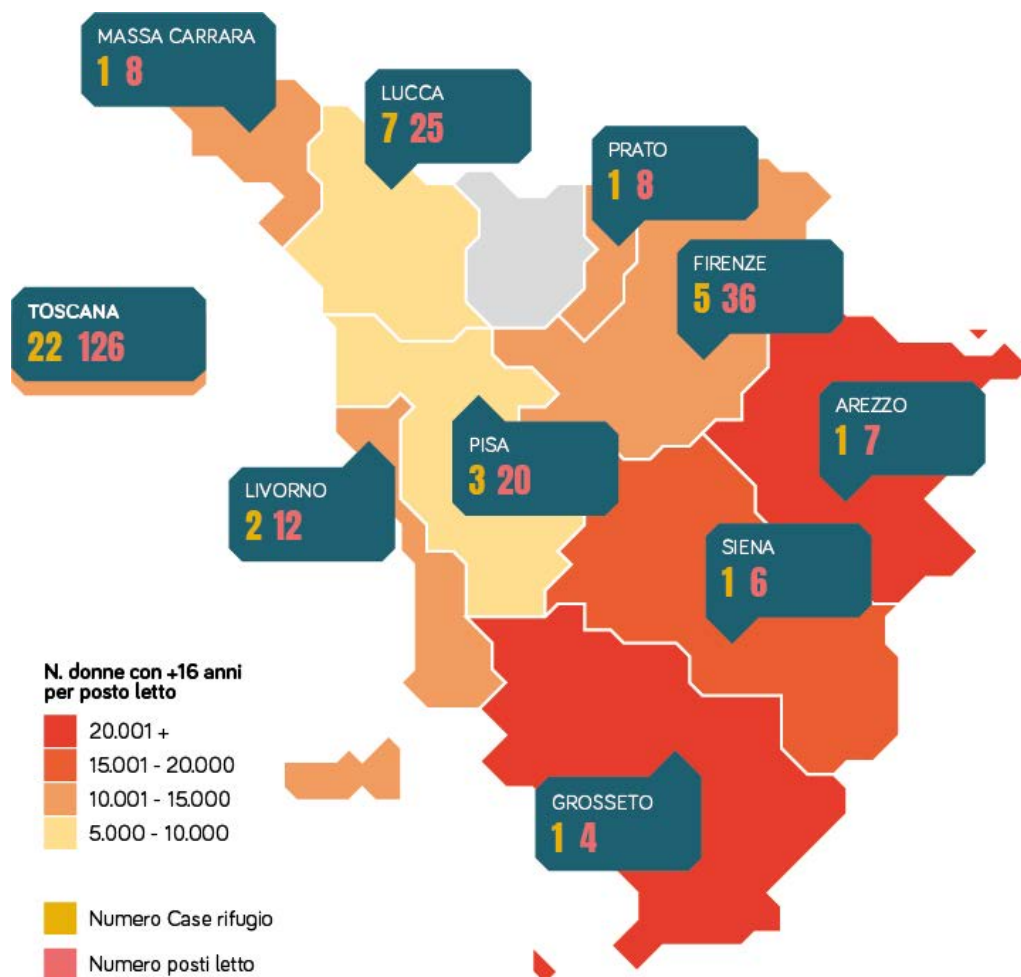 MASSA CARRARA
1 8
LUCCA
7 25
PRATO
1 8
FIRENZE
5 36
TOSCANA
22 126
AREZZO
1 7
PISA
3 20
LIVORNO
2 12
SIENA
1 6
GROSSETO
1 4
N. donne con +16 anni
per posto letto
20.001 +
15.001 - 20.000
10.001 - 15.000
5.000 - 10.000
Numero Case rifugio
Numero posti letto